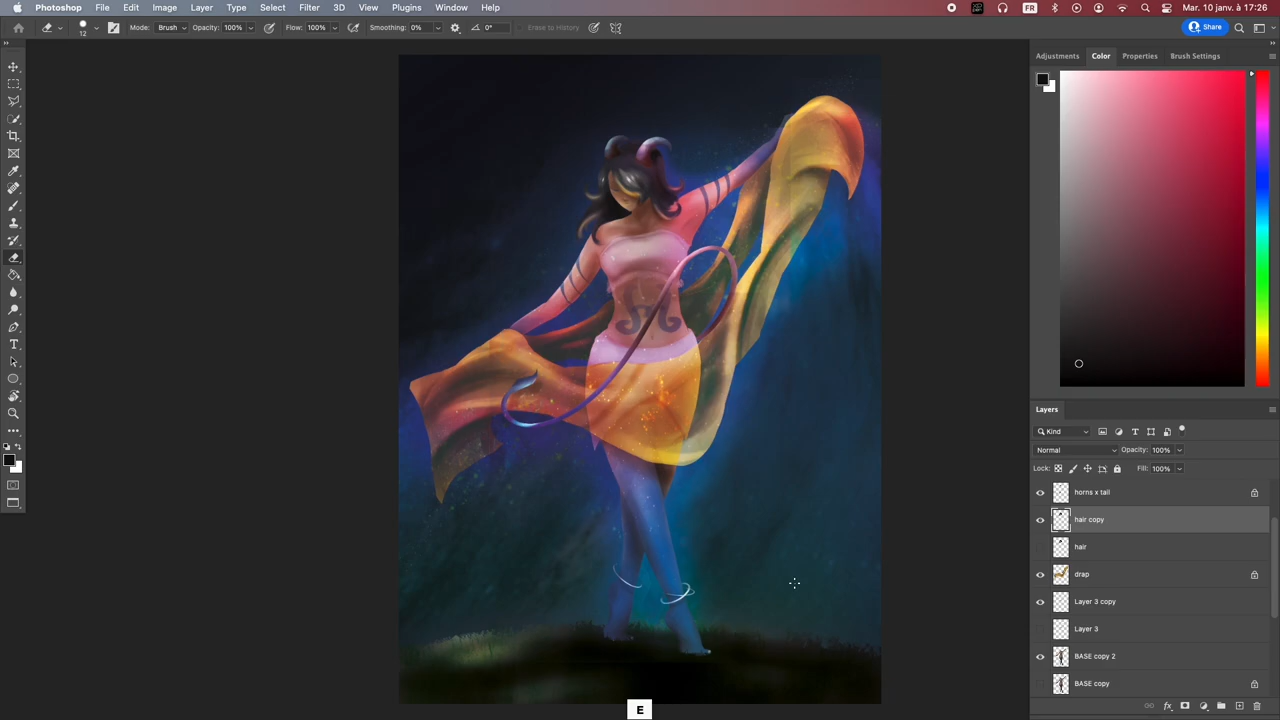 Photoshop File Edit Image Layer Type Select Filter 3D View Plugins Window Help FR Mar. 10 janv. à 17:26
12 Mode: Brush Opacity: 100% Flow: 100% Smoothing: 0% 0° Erase to History Share
Adjustments Color Properties Brush Settings
Layers
Kind
Normal Opacity: 100%
Lock: Fill: 100%
horns x tail
hair copy
hair
drap
Layer 3 copy
Layer 3
BASE copy 2
BASE copy
E